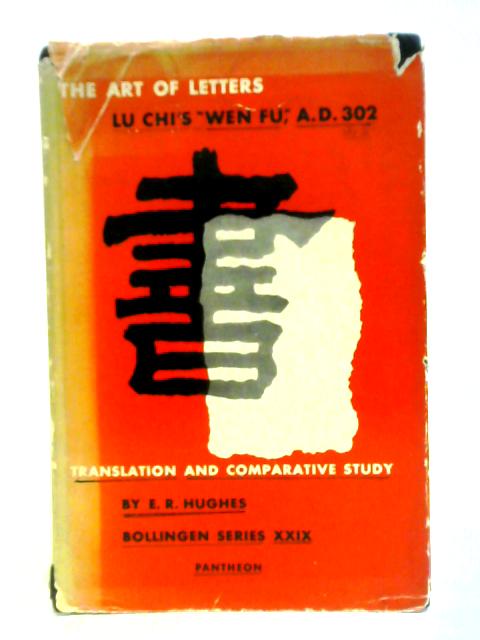 THE ART OF LETTERS
LU CHI'S "WEN FU," A.D. 302
書
TRANSLATION AND COMPARATIVE STUDY
BY E. R. HUGHES
BOLLINGEN SERIES XXIX
PANTHEON